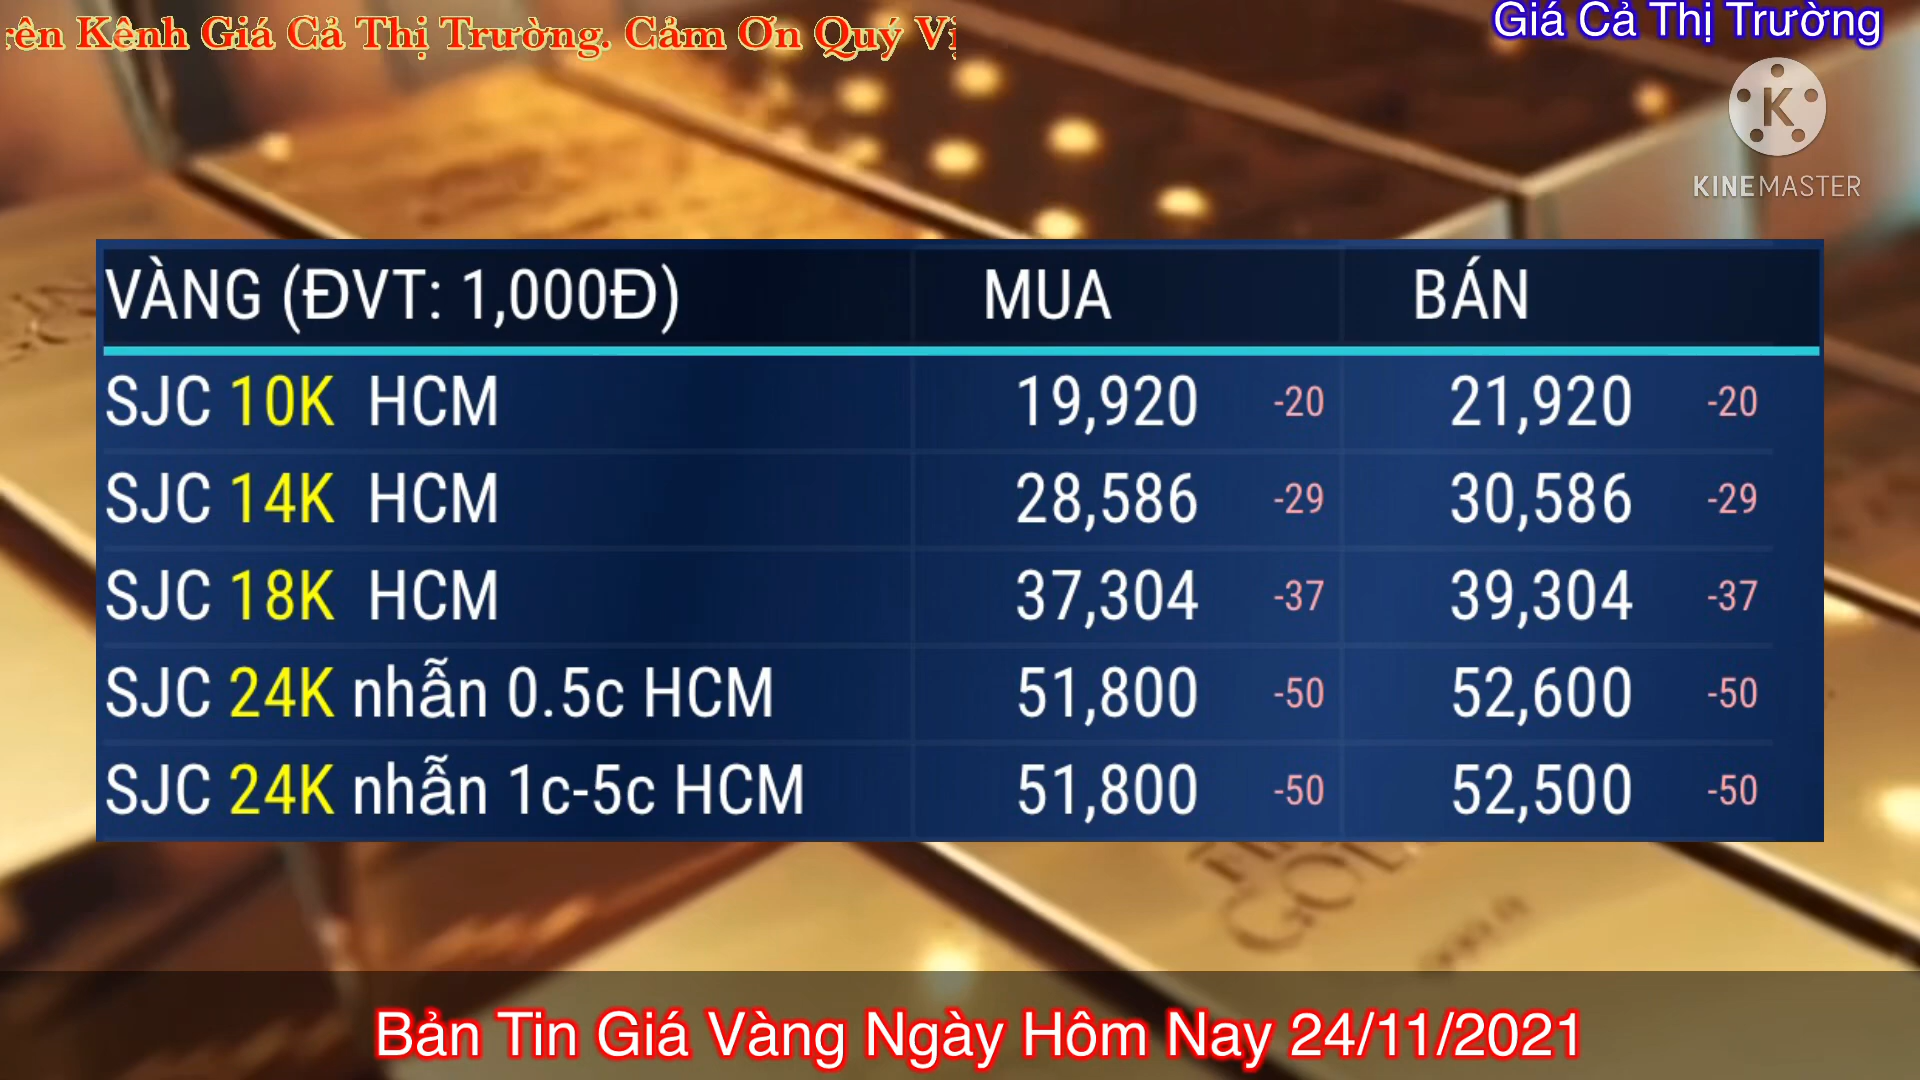 rên Kênh Giá Cả Thị Trường. Cảm Ơn Quý Vị
Giá Cả Thị Trường
K
KINEMASTER
VÀNG (ĐVT: 1,000Đ) MUA BÁN
SJC 10K HCM 19,920 -20 21,920 -20
SJC 14K HCM 28,586 -29 30,586 -29
SJC 18K HCM 37,304 -37 39,304 -37
SJC 24K nhẫn 0.5c HCM 51,800 -50 52,600 -50
SJC 24K nhẫn 1c-5c HCM 51,800 -50 52,500 -50
Bản Tin Giá Vàng Ngày Hôm Nay 24/11/2021